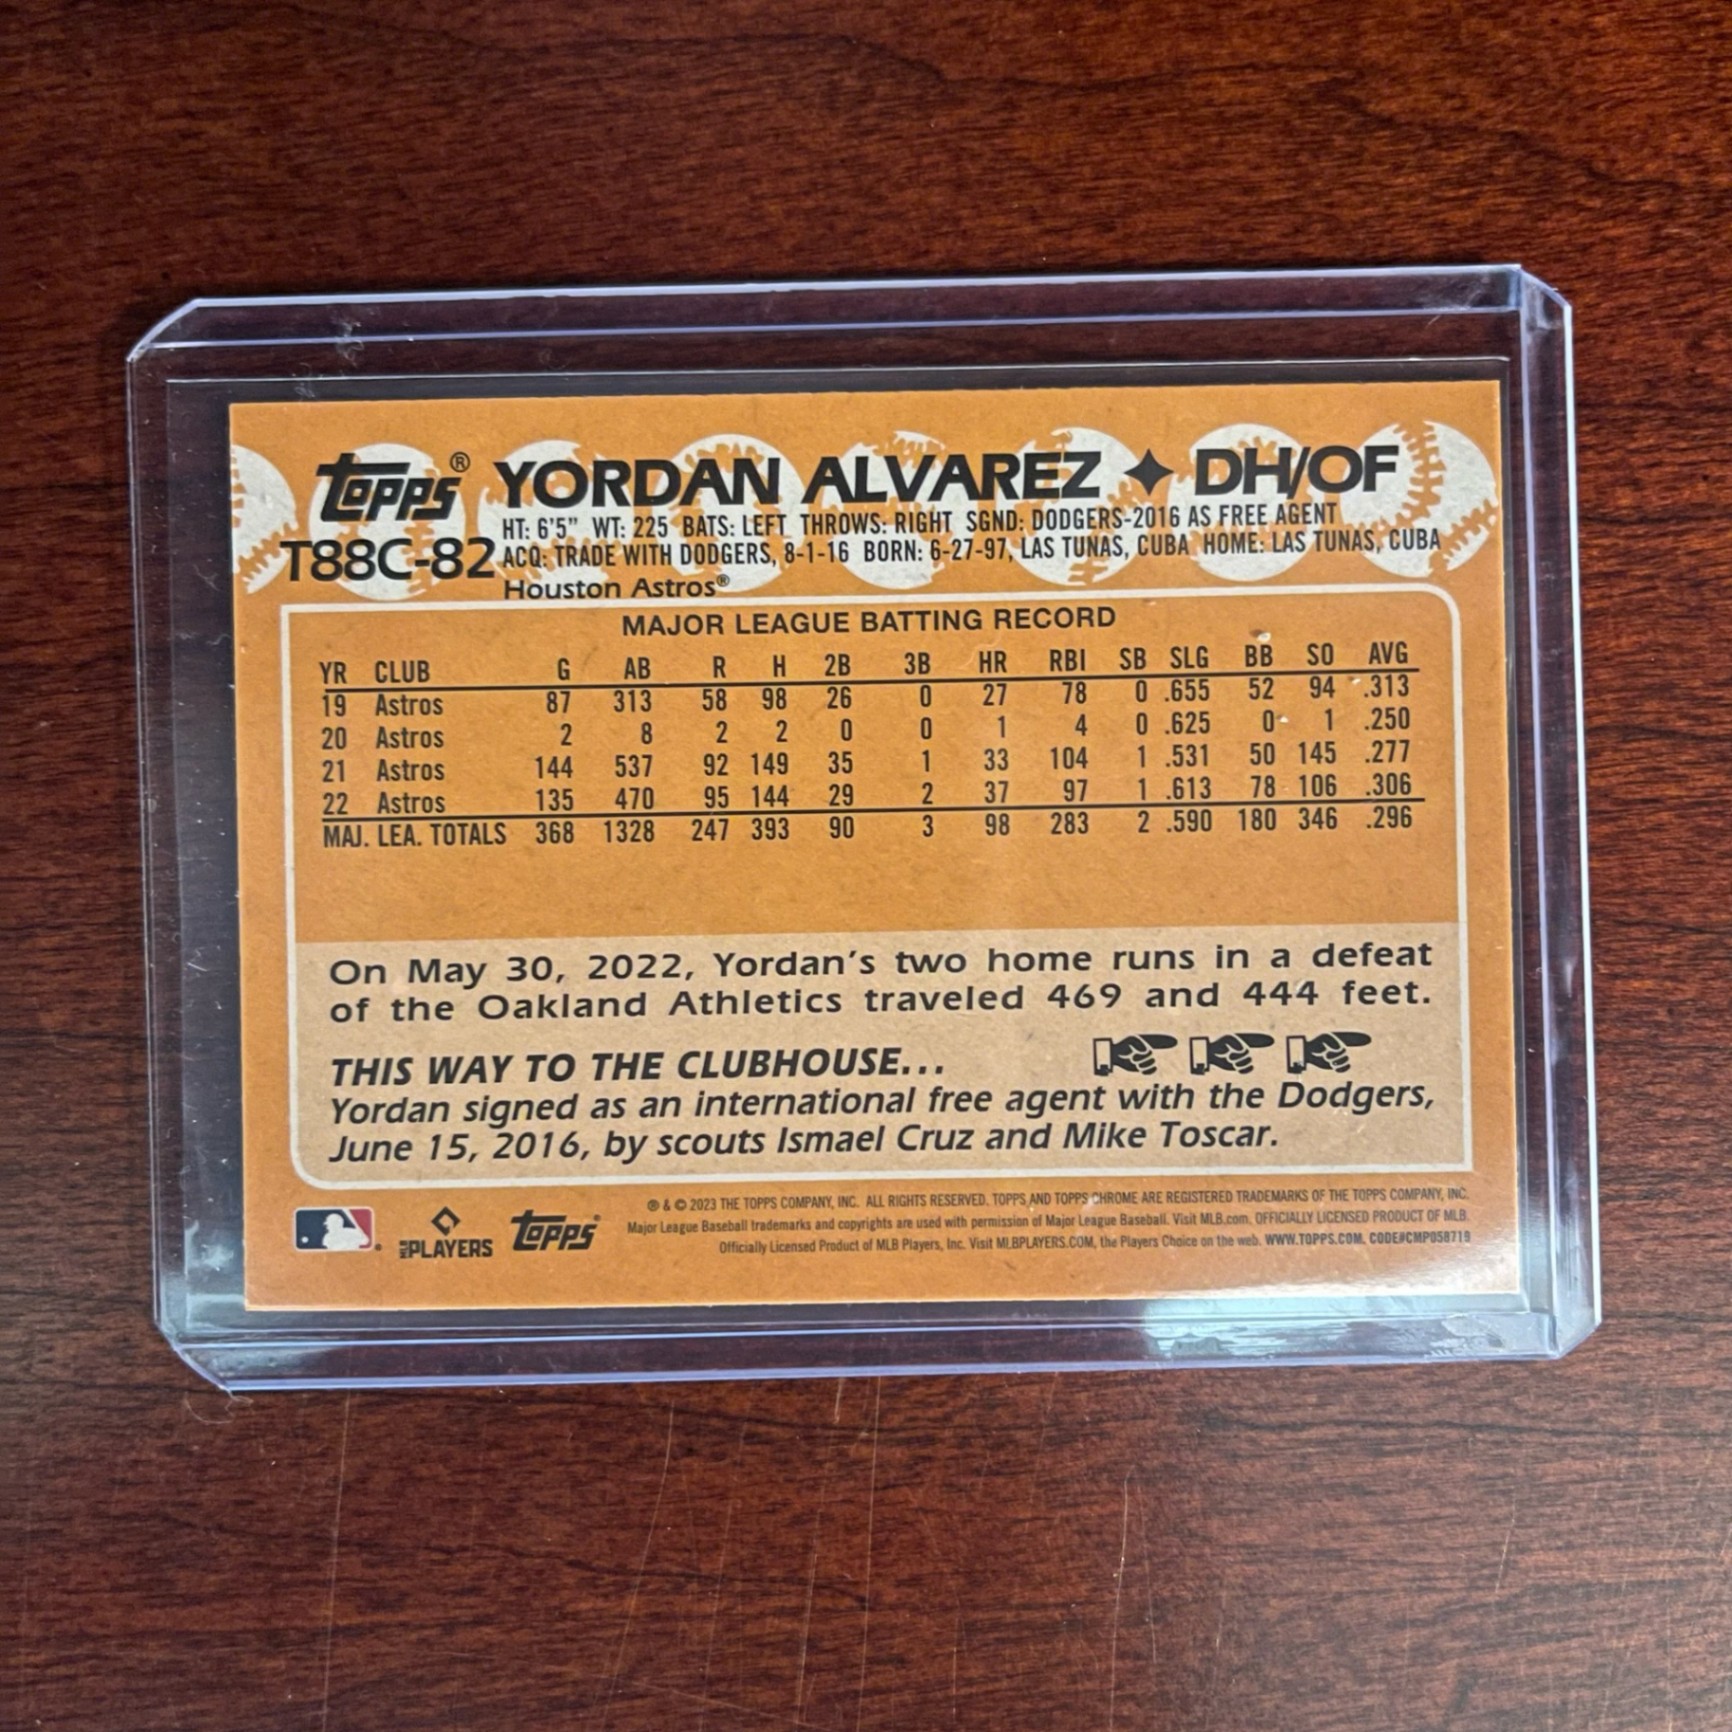 topps® YORDAN ALVAREZ ✦ DH/OF
HT: 6'5" WT: 225 BATS: LEFT THROWS: RIGHT SGND: DODGERS-2016 AS FREE AGENT
T88C-82 ACQ: TRADE WITH DODGERS, 8-1-16 BORN: 6-27-97, LAS TUNAS, CUBA HOME: LAS TUNAS, CUBA
Houston Astros®
MAJOR LEAGUE BATTING RECORD
YR CLUB G AB R H 2B 3B HR RBI SB SLG BB SO AVG
19 Astros 87 313 58 98 26 0 27 78 0 .655 52 94 .313
20 Astros 2 8 2 2 0 0 1 4 0 .625 0 1 .250
21 Astros 144 537 92 149 35 1 33 104 1 .531 50 145 .277
22 Astros 135 470 95 144 29 2 37 97 1 .613 78 106 .306
MAJ. LEA. TOTALS 368 1328 247 393 90 3 98 283 2 .590 180 346 .296
On May 30, 2022, Yordan's two home runs in a defeat
of the Oakland Athletics traveled 469 and 444 feet.
THIS WAY TO THE CLUBHOUSE...
Yordan signed as an international free agent with the Dodgers,
June 15, 2016, by scouts Ismael Cruz and Mike Toscar.
® & © 2023 THE TOPPS COMPANY, INC. ALL RIGHTS RESERVED. TOPPS AND TOPPS CHROME ARE REGISTERED TRADEMARKS OF THE TOPPS COMPANY, INC.
Major League Baseball trademarks and copyrights are used with permission of Major League Baseball. Visit MLB.com. OFFICIALLY LICENSED PRODUCT OF MLB.
Officially Licensed Product of MLB Players, Inc. Visit MLBPLAYERS.COM, the Players Choice on the web. WWW.TOPPS.COM. CODE#CMP058719
MLB PLAYERS topps®